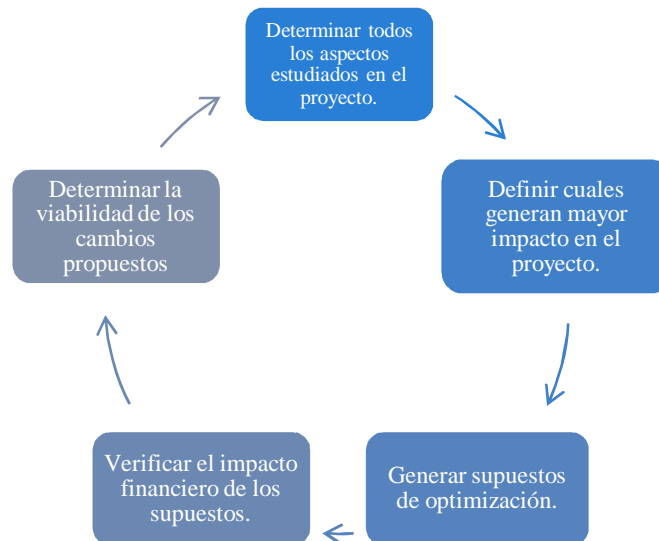 Determinar todos
los aspectos
estudiados en el
proyecto.
Definir cuales
generan mayor
impacto en el
proyecto.
Generar supuestos
de optimización.
Verificar el impacto
financiero de los
supuestos.
Determinar la
viabilidad de los
cambios
propuestos